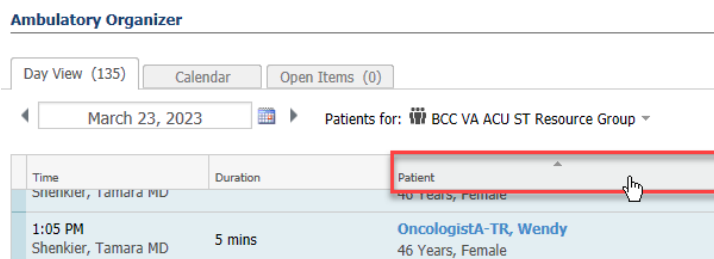 Ambulatory Organizer
Day View (135) Calendar Open Items (0)
March 23, 2023 Patients for: BCC VA ACU ST Resource Group
Time Duration Patient
Shenkier, Tamara MD 46 Years, Female
1:05 PM OncologistA-TR, Wendy
5 mins
Shenkier, Tamara MD 46 Years, Female